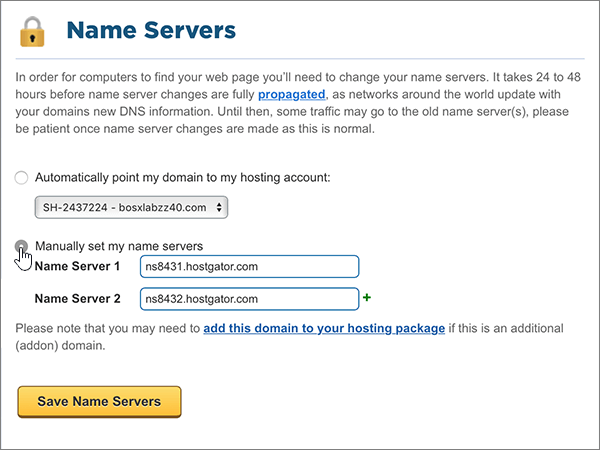 Name Servers
In order for computers to find your web page you'll need to change your name servers. It takes 24 to 48
hours before name server changes are fully propagated, as networks around the world update with
your domains new DNS information. Until then, some traffic may go to the old name server(s), please
be patient once name server changes are made as this is normal.
Automatically point my domain to my hosting account:
SH-2437224 - bosxlabzz40.com
Manually set my name servers
Name Server 1 ns8431.hostgator.com
Name Server 2 ns8432.hostgator.com +
Please note that you may need to add this domain to your hosting package if this is an additional
(addon) domain.
Save Name Servers